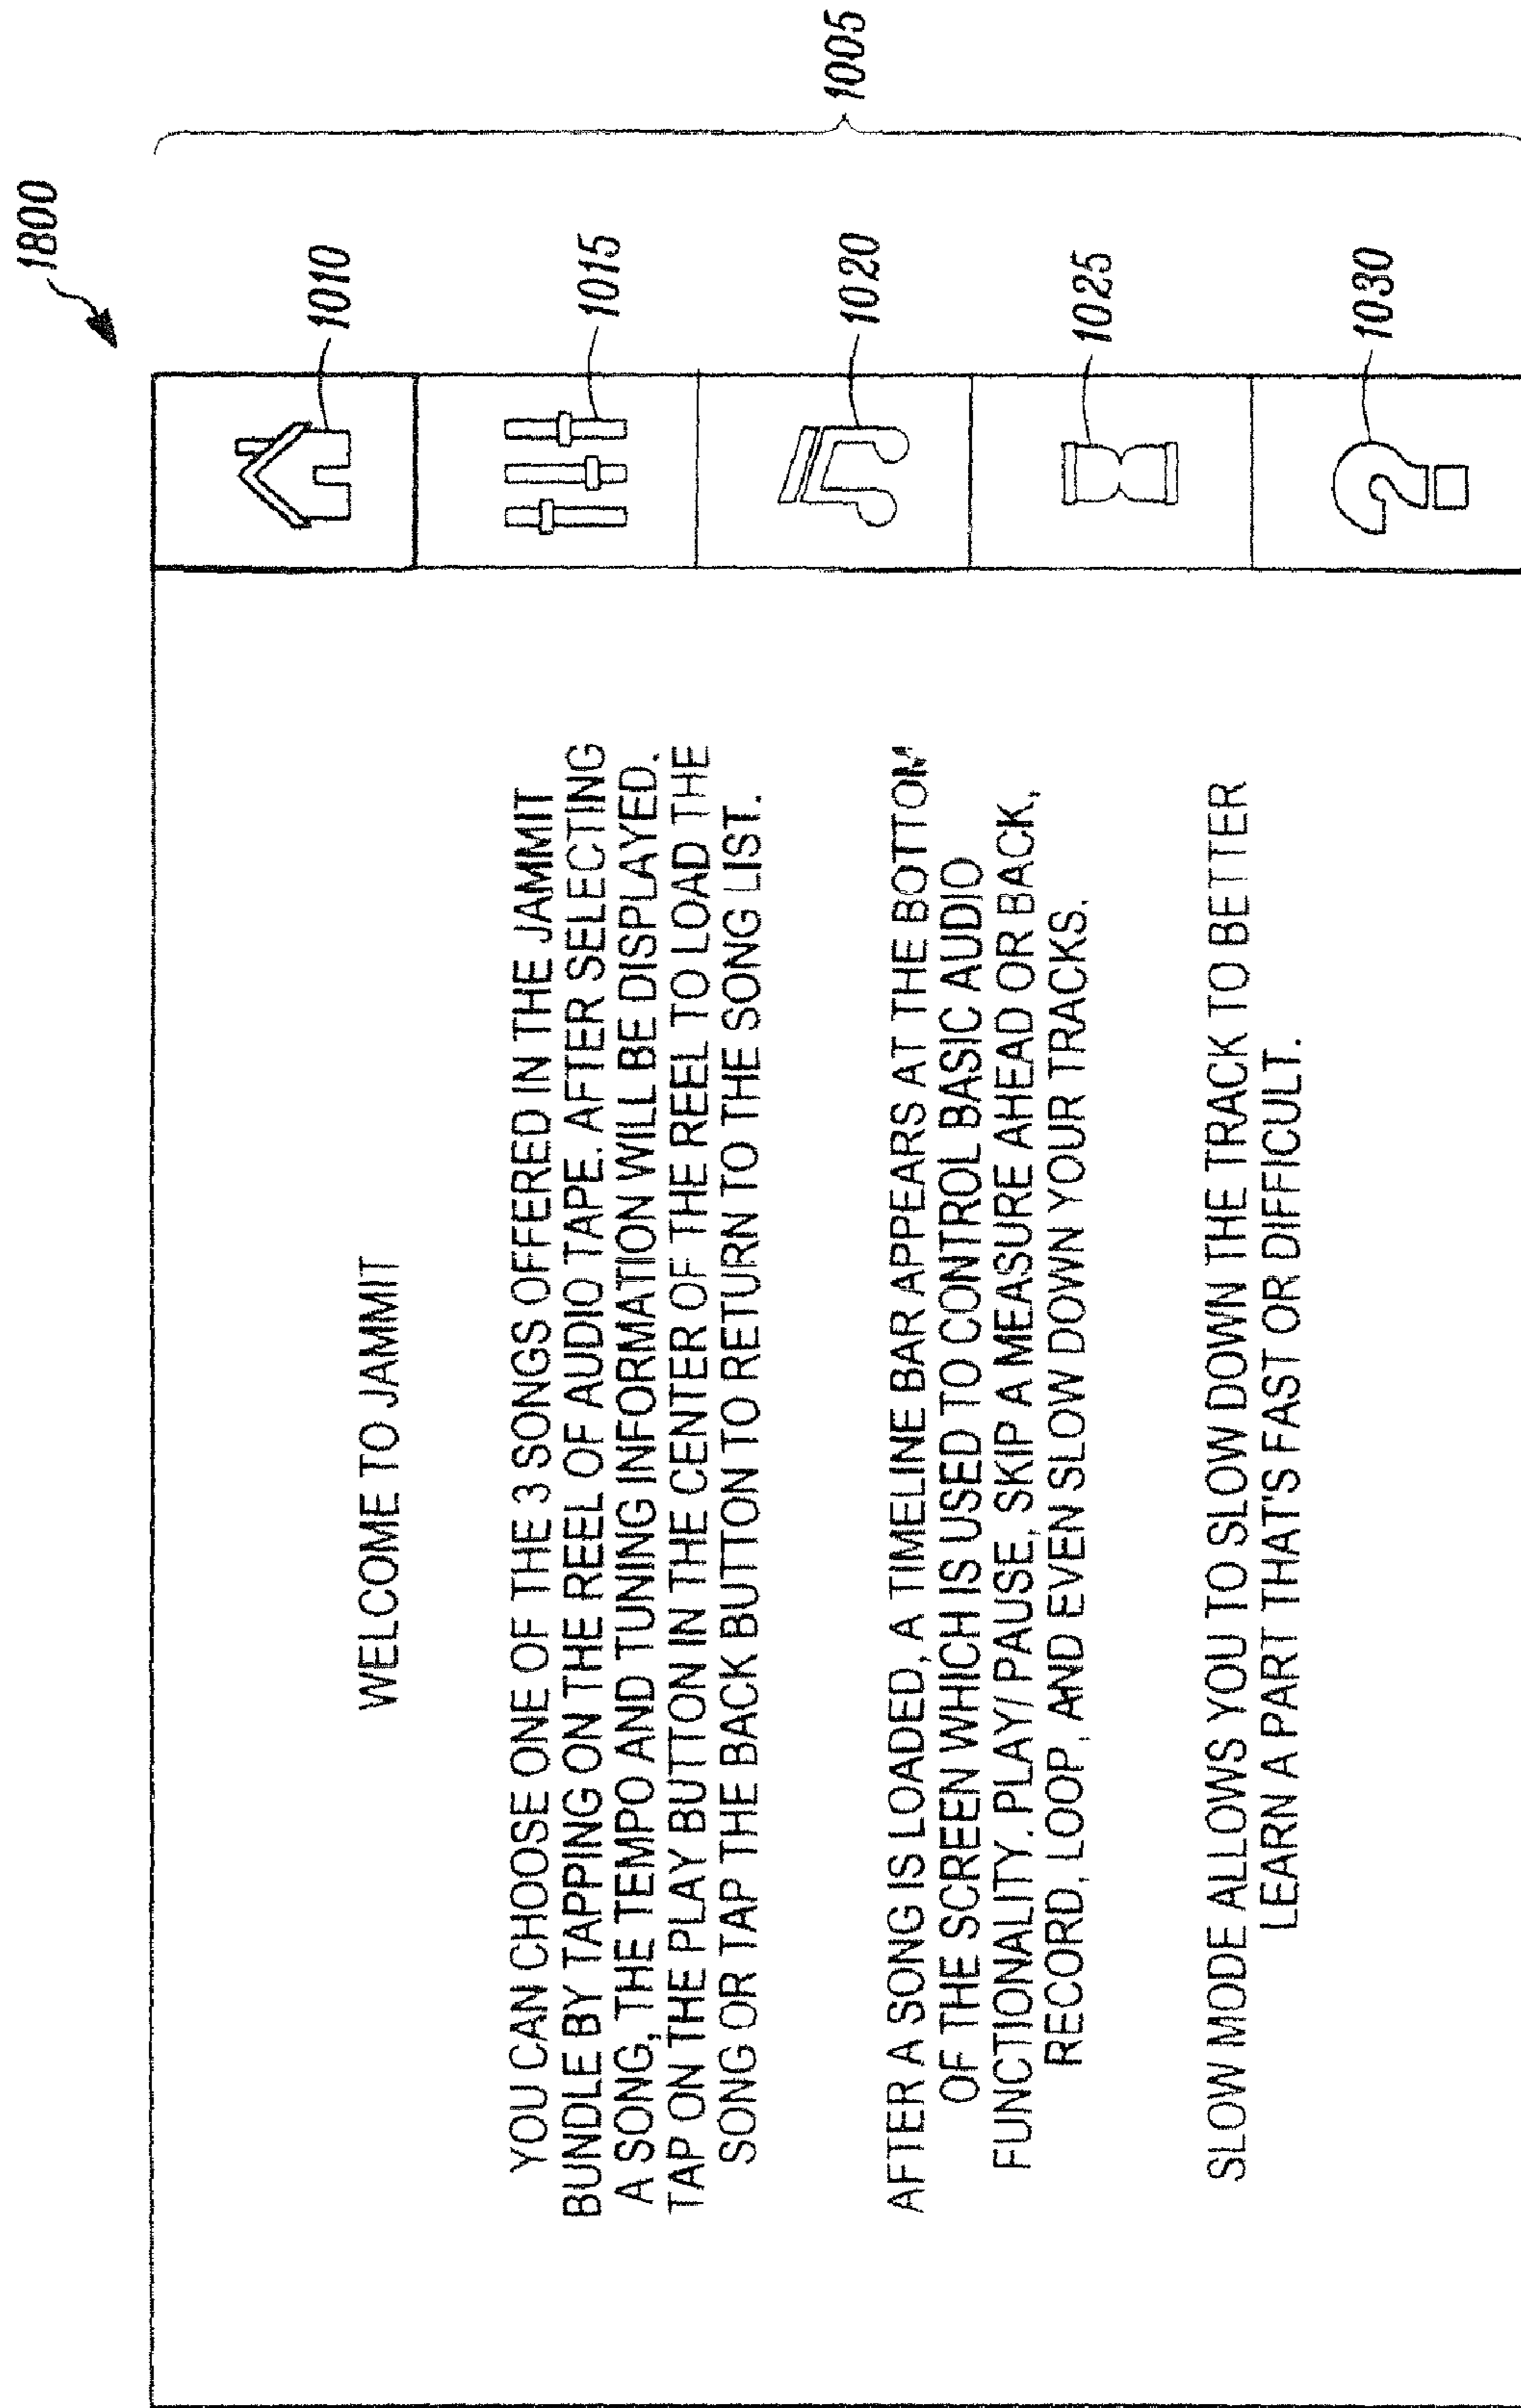 1800
WELCOME TO JAMMIT
YOU CAN CHOOSE ONE OF THE 3 SONGS OFFERED IN THE JAMMIT
BUNDLE BY TAPPING ON THE REEL OF AUDIO TAPE. AFTER SELECTING
A SONG, THE TEMPO AND TUNING INFORMATION WILL BE DISPLAYED.
TAP ON THE PLAY BUTTON IN THE CENTER OF THE REEL TO LOAD THE
SONG OR TAP THE BACK BUTTON TO RETURN TO THE SONG LIST.
AFTER A SONG IS LOADED, A TIMELINE BAR APPEARS AT THE BOTTOM
OF THE SCREEN WHICH IS USED TO CONTROL BASIC AUDIO
FUNCTIONALITY. PLAY/ PAUSE, SKIP A MEASURE AHEAD OR BACK,
RECORD, LOOP, AND EVEN SLOW DOWN YOUR TRACKS.
SLOW MODE ALLOWS YOU TO SLOW DOWN THE TRACK TO BETTER
LEARN A PART THAT'S FAST OR DIFFICULT.
1010
1015
1020
1025
1030
1005